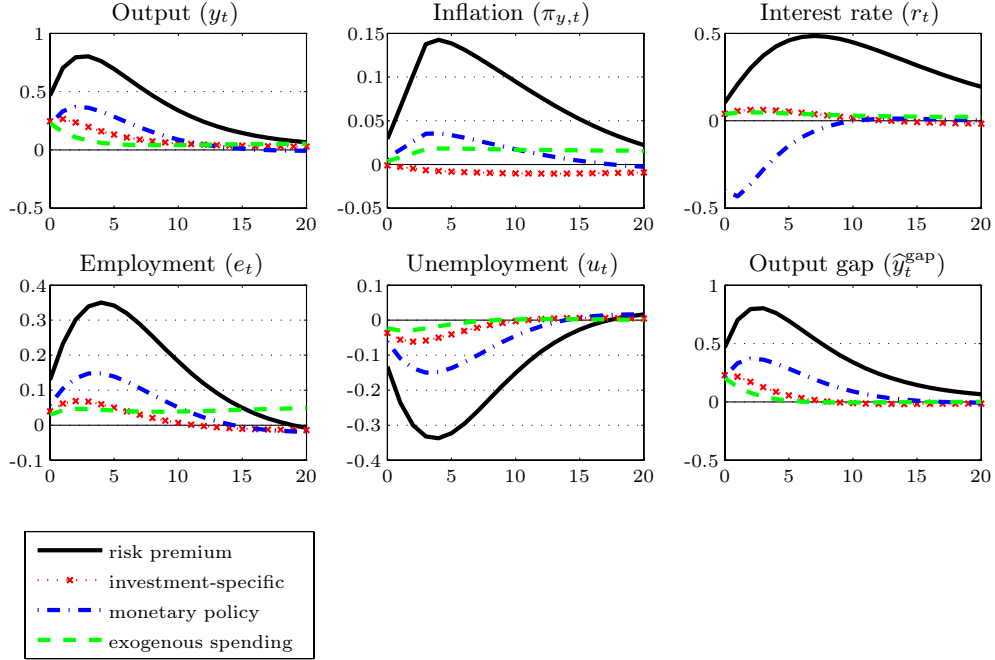 Output (y_t)
1
0.5
0
-0.5
0 5 10 15 20
Inflation (π_{y,t})
0.15
0.1
0.05
0
-0.05
0 5 10 15 20
Interest rate (r_t)
0.5
0
-0.5
0 5 10 15 20
Employment (e_t)
0.4
0.3
0.2
0.1
0
-0.1
0 5 10 15 20
Unemployment (u_t)
0.1
0
-0.1
-0.2
-0.3
-0.4
0 5 10 15 20
Output gap (ŷ_t^{gap})
1
0.5
0
0.5
0 5 10 15 20
risk premium
investment-specific
monetary policy
exogenous spending